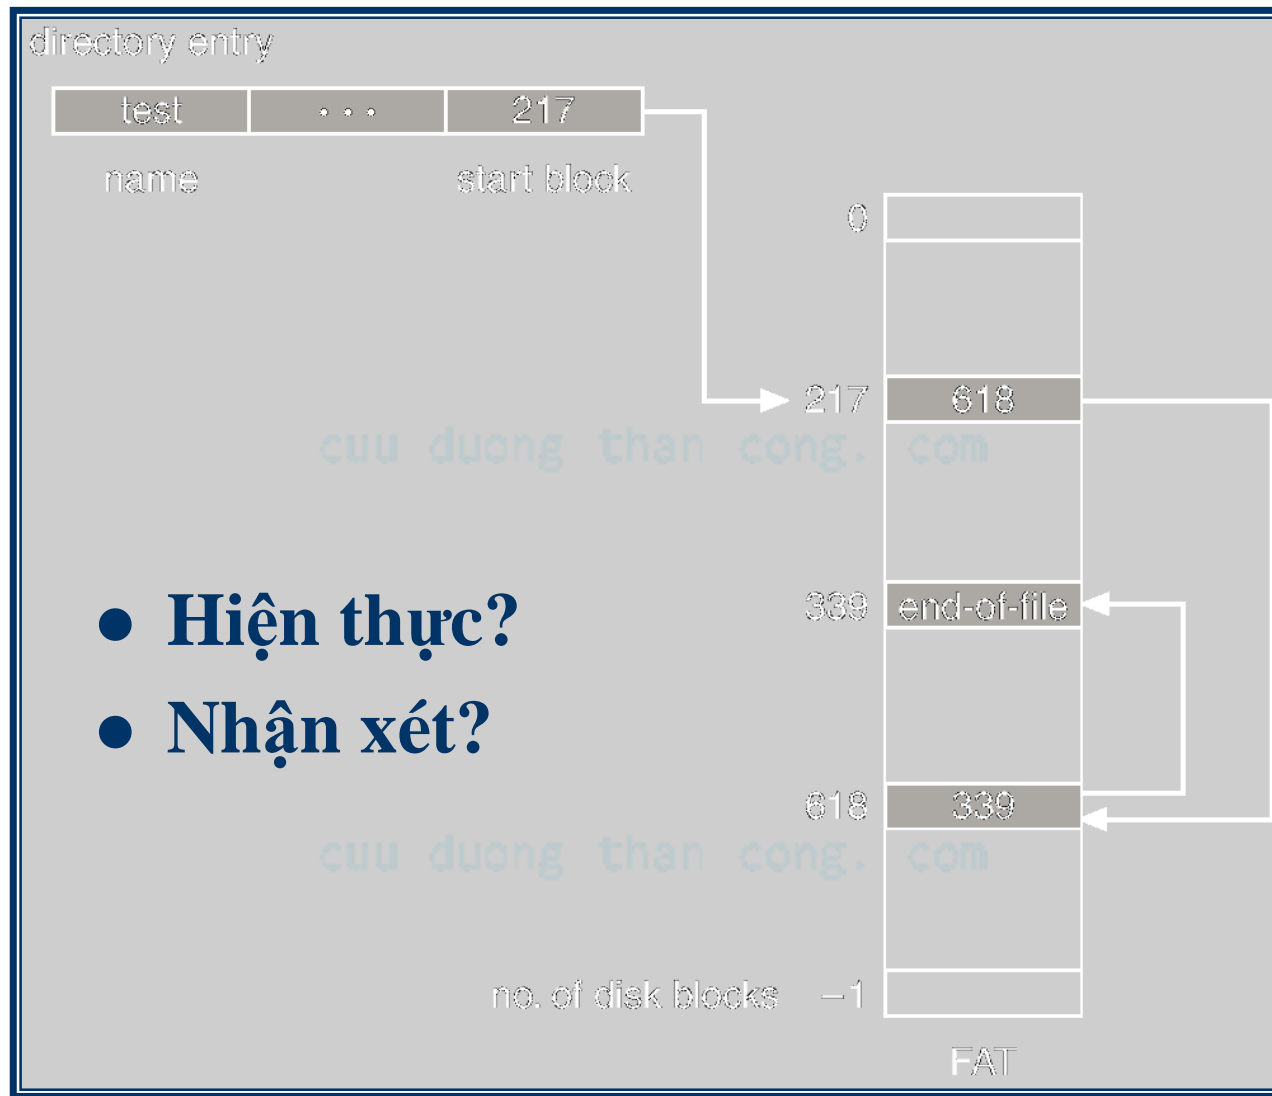 directory entry
test ... 217
name start block
0
217 618
cuu duong than cong. com
● Hiện thực?
339 end-of-file
● Nhận xét?
618 339
cuu duong than cong. com
no. of disk blocks –1
FAT